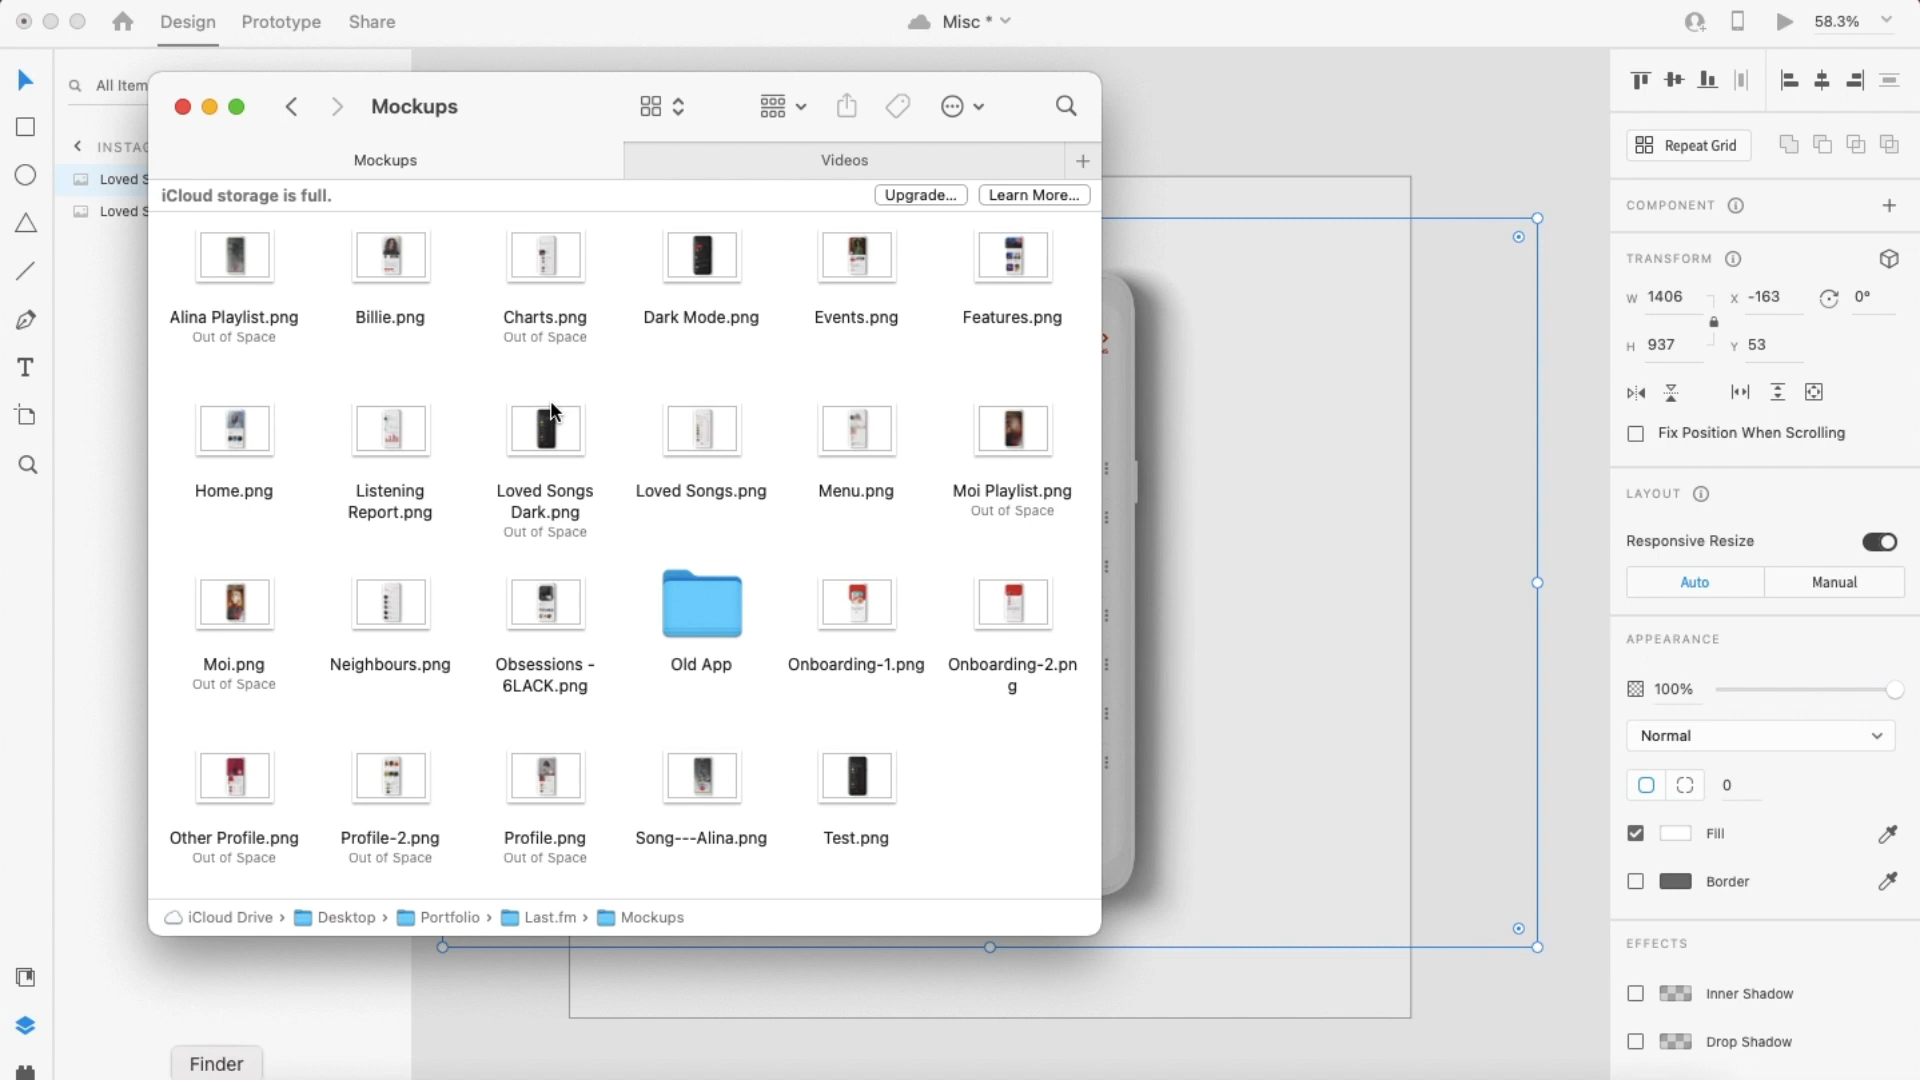 Design Prototype Share
Misc *
58.3%
All Item
Mockups
INSTAG
Mockups
Videos
Loved S
iCloud storage is full.
Upgrade...
Learn More...
Loved S
Alina Playlist.png
Out of Space
Billie.png
Charts.png
Out of Space
Dark Mode.png
Events.png
Features.png
Home.png
Listening
Report.png
Loved Songs
Dark.png
Out of Space
Loved Songs.png
Menu.png
Moi Playlist.png
Out of Space
Moi.png
Out of Space
Neighbours.png
Obsessions -
6LACK.png
Old App
Onboarding-1.png
Onboarding-2.pn
g
Other Profile.png
Out of Space
Profile-2.png
Out of Space
Profile.png
Out of Space
Song---Alina.png
Test.png
iCloud Drive › Desktop › Portfolio › Last.fm › Mockups
Finder
Repeat Grid
COMPONENT
TRANSFORM
W 1406 X -163 0°
H 937 Y 53
Fix Position When Scrolling
LAYOUT
Responsive Resize
Auto
Manual
APPEARANCE
100%
Normal
0
Fill
Border
EFFECTS
Inner Shadow
Drop Shadow